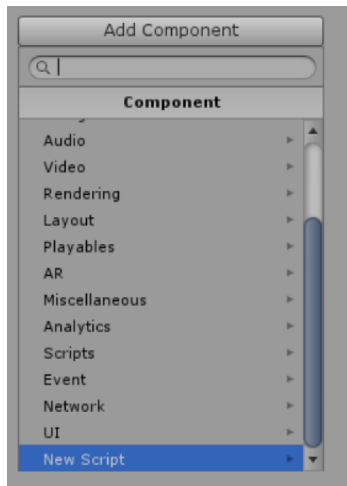 Add Component
Component
Audio
Video
Rendering
Layout
Playables
AR
Miscellaneous
Analytics
Scripts
Event
Network
UI
New Script